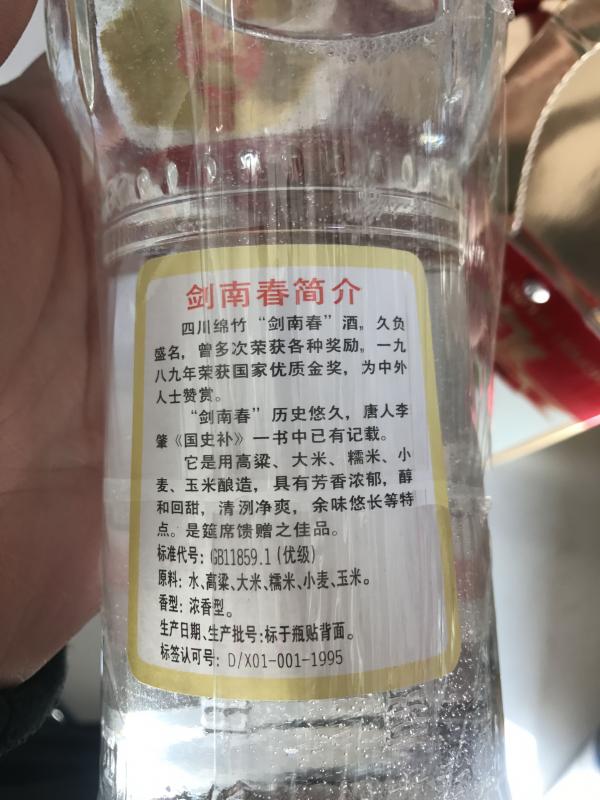 剑南春简介
四川绵竹“剑南春”酒，久负
盛名，曾多次荣获各种奖励，一九
八九年荣获国家优质金奖，为中外
人士赞赏。
“剑南春”历史悠久，唐人李
肇《国史补》一书中已有记载。
它是用高粱、大米、糯米、小
麦、玉米酿造，具有芳香浓郁，醇
和回甜，清洌净爽，余味悠长等特
点。是筵席馈赠之佳品。
标准代号：GB11859.1（优级）
原料：水、高粱、大米、糯米、小麦、玉米。
香型：浓香型。
生产日期、生产批号：标于瓶贴背面。
标签认可号：D/X01-001-1995